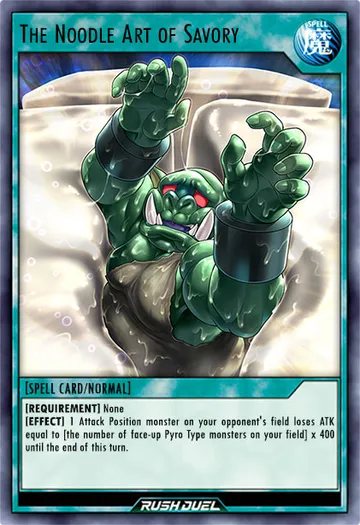 The Noodle Art of Savory
SPELL
魔
[SPELL CARD/NORMAL]
[REQUIREMENT] None
[EFFECT] 1 Attack Position monster on your opponent's field loses ATK
equal to [the number of face-up Pyro Type monsters on your field] x 400
until the end of this turn.
RUSH DUEL